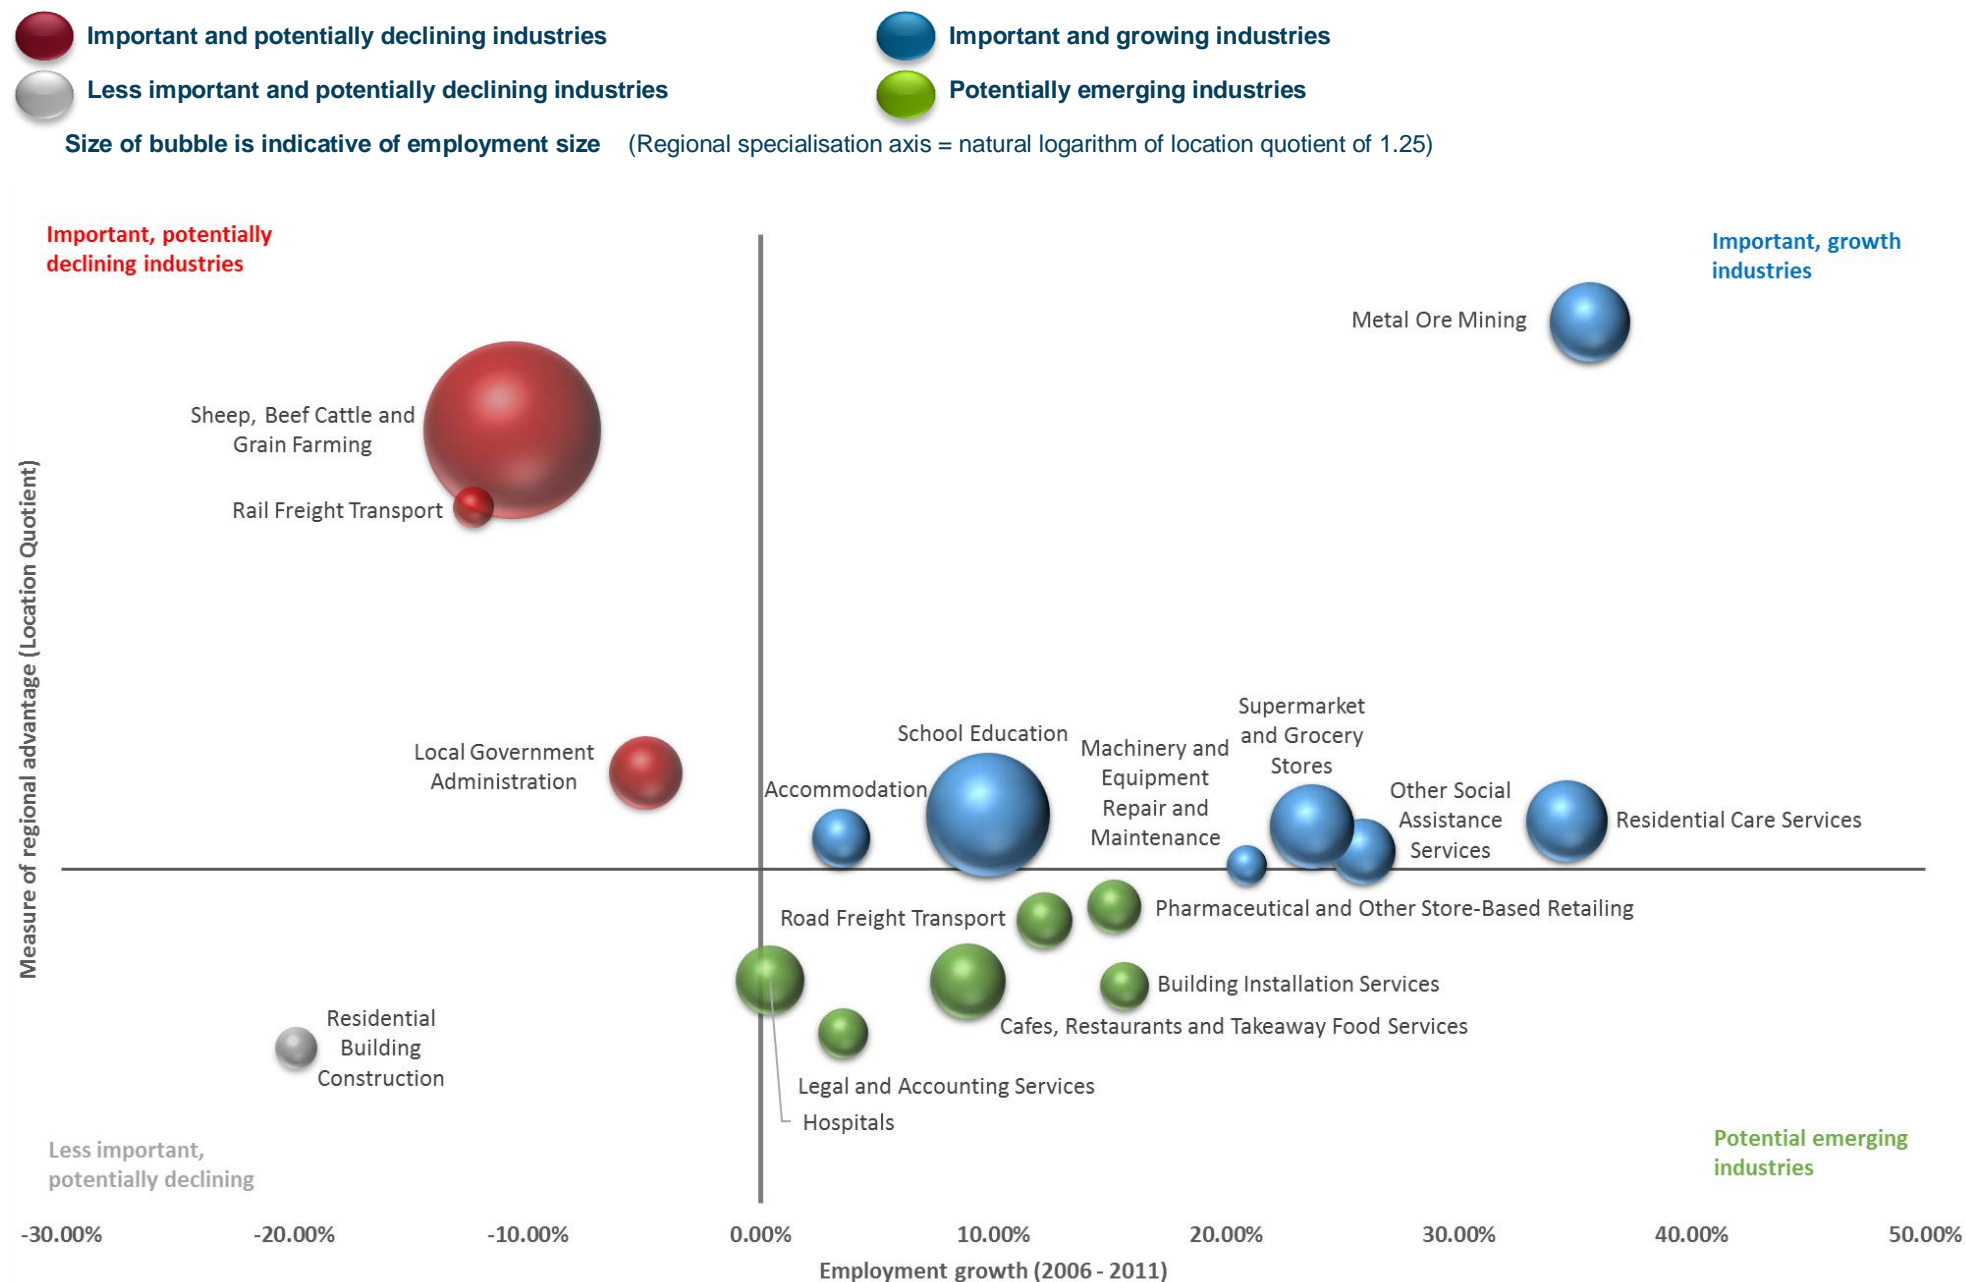 Important and potentially declining industries
Important and growing industries
Less important and potentially declining industries
Potentially emerging industries
Size of bubble is indicative of employment size (Regional specialisation axis = natural logarithm of location quotient of 1.25)
Important, potentially
declining industries
Important, growth
industries
Metal Ore Mining
Sheep, Beef Cattle and
Grain Farming
Rail Freight Transport
Measure of regional advantage (Location Quotient)
Local Government
Administration
Accommodation
School Education
Machinery and
Equipment
Repair and
Maintenance
Supermarket
and Grocery
Stores
Other Social
Assistance
Services
Residential Care Services
Road Freight Transport
Pharmaceutical and Other Store-Based Retailing
Building Installation Services
Cafes, Restaurants and Takeaway Food Services
Legal and Accounting Services
Hospitals
Residential
Building
Construction
Less important,
potentially declining
Potential emerging
industries
-30.00%
-20.00%
-10.00%
0.00%
10.00%
20.00%
30.00%
40.00%
50.00%
Employment growth (2006 - 2011)